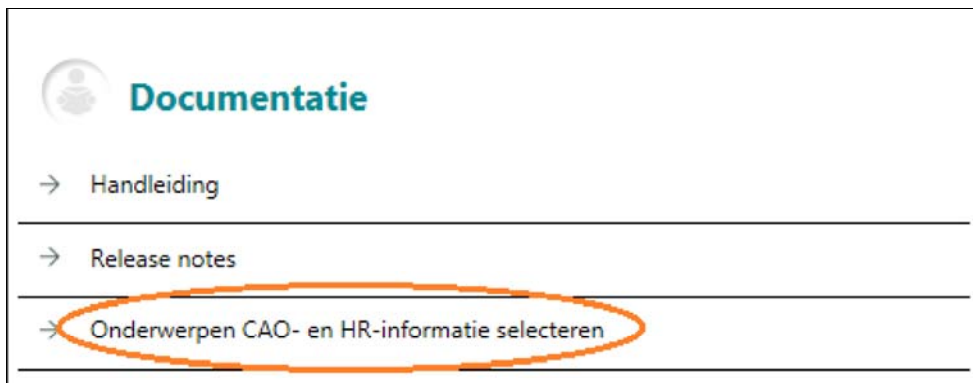 Documentatie
Handleiding
Release notes
Onderwerpen CAO- en HR-informatie selecteren